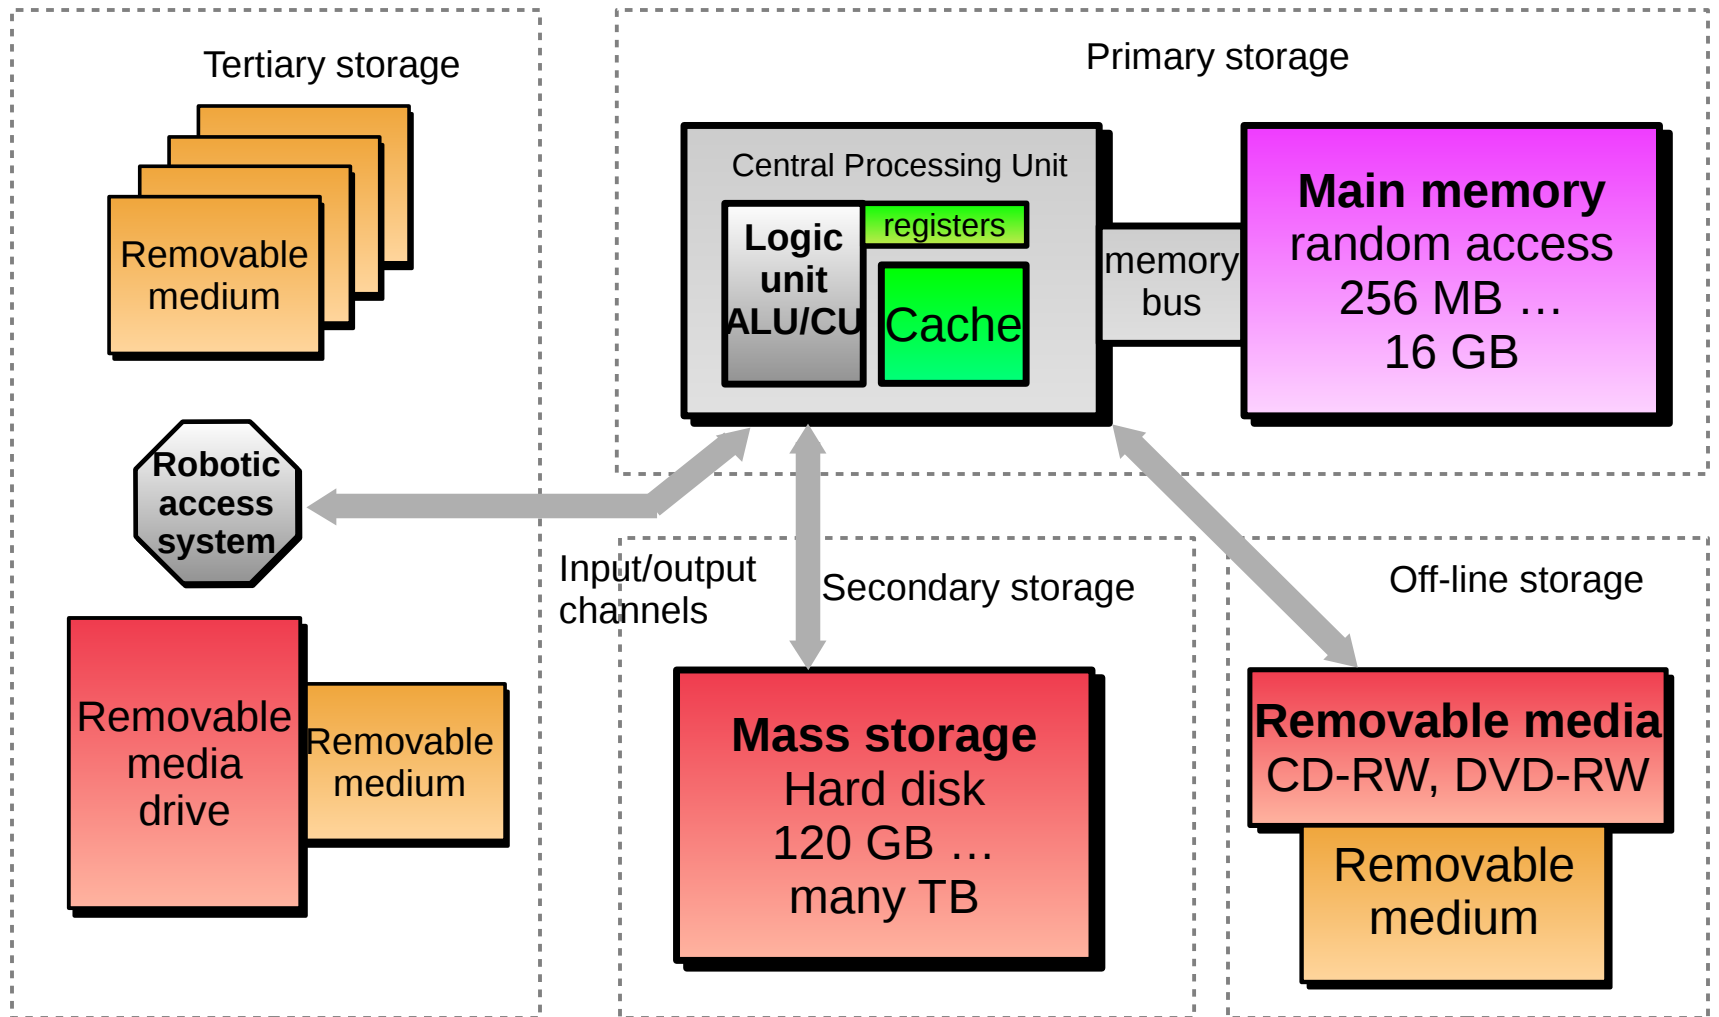 Tertiary storage
Removable
medium
Robotic
access
system
Removable
media
drive
Removable
medium
Primary storage
Central Processing Unit
Logic
unit
ALU/CU
registers
Cache
memory
bus
Main memory
random access
256 MB …
16 GB
Input/output
channels
Secondary storage
Mass storage
Hard disk
120 GB …
many TB
Off-line storage
Removable media
CD-RW, DVD-RW
Removable
medium